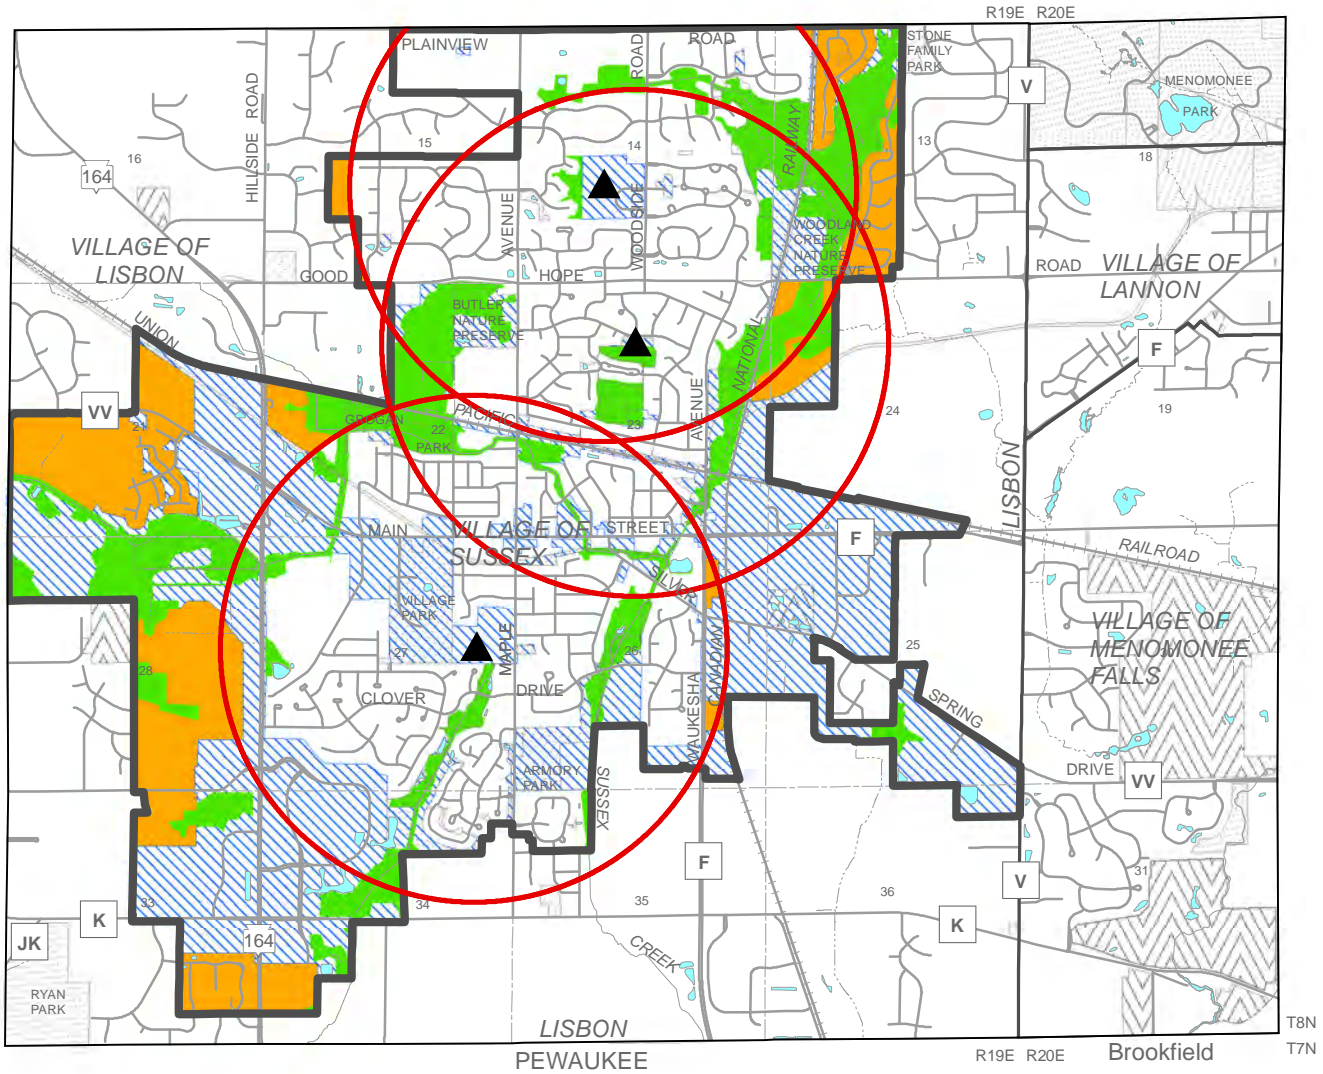 R19E R20E
PLAINVIEW
ROAD
ROAD
STONE
FAMILY
PARK
V
MENOMONEE
PARK
HILLSIDE ROAD
RAILWAY
16
15
14
13
18
164
AVENUE
WOODSIDE
WOODLAND
CREEK
NATURE
PRESERVE
VILLAGE OF
LISBON
GOOD
HOPE
ROAD
VILLAGE OF
LANNON
UNION
BUTLER
NATURE
PRESERVE
NATIONAL
F
VV
AVENUE
21
GROGAN
PARK
22
PACIFIC
23
24
19
LISBON
MAIN
VILLAGE OF
SUSSEX
STREET
F
RAILROAD
SILVER
VILLAGE
PARK
MAPLE
27
26
25
28
VILLAGE OF
MENOMONEE
FALLS
30
CLOVER
DRIVE
WAUKESHA
CANADIAN
SPRING
DRIVE
VV
ARMORY
PARK
SUSSEX
F
V
31
33
34
35
36
K
K
JK
164
CREEK
RYAN
PARK
LISBON
PEWAUKEE
R19E R20E
Brookfield
T8N
T7N